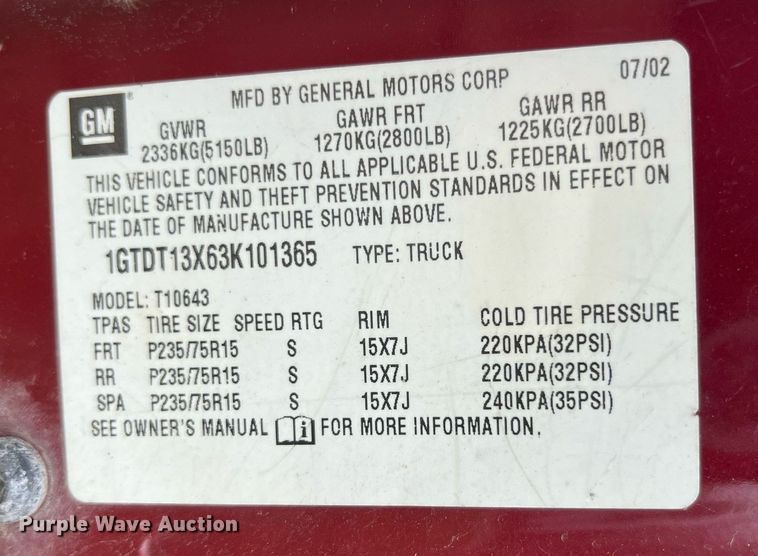 GM
MFD BY GENERAL MOTORS CORP 07/02
GVWR GAWR FRT GAWR RR
2336KG(5150LB) 1270KG(2800LB) 1225KG(2700LB)
THIS VEHICLE CONFORMS TO ALL APPLICABLE U.S. FEDERAL MOTOR
VEHICLE SAFETY AND THEFT PREVENTION STANDARDS IN EFFECT ON
THE DATE OF MANUFACTURE SHOWN ABOVE.
1GTDT13X63K101365 TYPE: TRUCK
MODEL: T10643
TPAS TIRE SIZE SPEED RTG RIM COLD TIRE PRESSURE
FRT P235/75R15 S 15X7J 220KPA(32PSI)
RR P235/75R15 S 15X7J 220KPA(32PSI)
SPA P235/75R15 S 15X7J 240KPA(35PSI)
SEE OWNER'S MANUAL i FOR MORE INFORMATION.
Purple Wave Auction